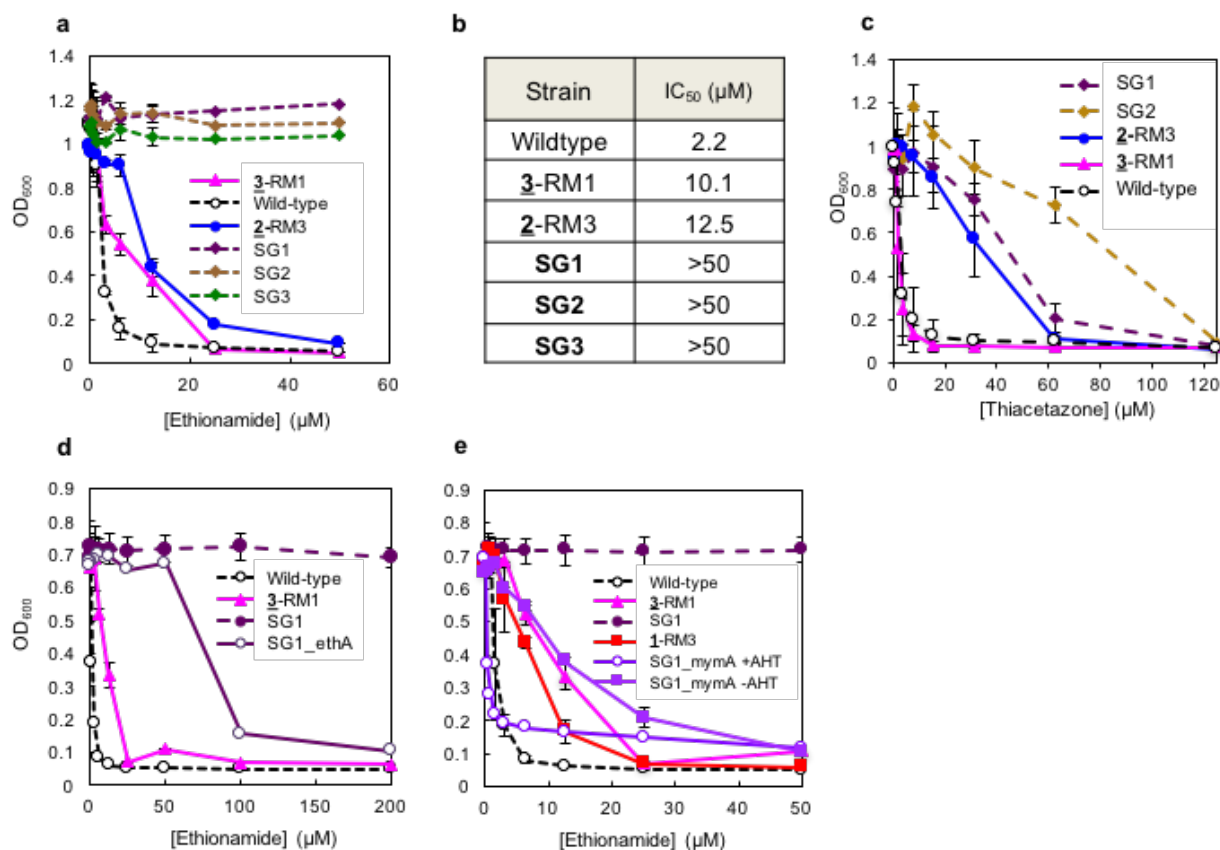 a
1.4
1.2
1
0.8
0.6
0.4
0.2
0
OD600
0 20 40 60
[Ethionamide] (µM)
3-RM1
Wild-type
2-RM3
SG1
SG2
SG3
b
Strain IC50 (µM)
Wildtype 2.2
3-RM1 10.1
2-RM3 12.5
SG1 >50
SG2 >50
SG3 >50
c
1.4
1.2
1.0
0.8
0.6
0.4
0.2
0
OD600
0 20 40 60 80 100 120
[Thiacetazone] (µM)
SG1
SG2
2-RM3
3-RM1
Wild-type
d
0.9
0.8
0.7
0.6
0.5
0.4
0.3
0.2
0.1
0
OD600
0 50 100 150 200
[Ethionamide] (µM)
Wild-type
3-RM1
SG1
SG1_ethA
e
0.9
0.8
0.7
0.6
0.5
0.4
0.3
0.2
0.1
0
0 10 20 30 40 50
[Ethionamide] (µM)
Wild-type
3-RM1
SG1
1-RM3
SG1_mymA +AHT
SG1_mymA -AHT